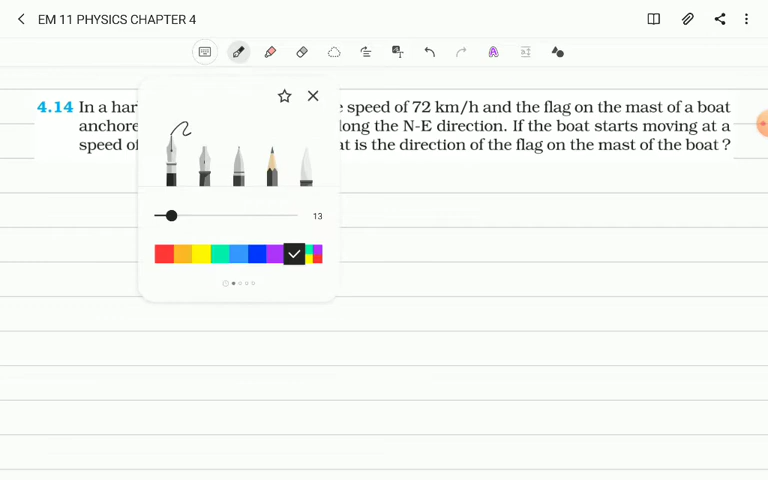 EM 11 PHYSICS CHAPTER 4
4.14 In a har e speed of 72 km/h and the flag on the mast of a boat
anchore long the N-E direction. If the boat starts moving at a
speed of at is the direction of the flag on the mast of the boat ?
13